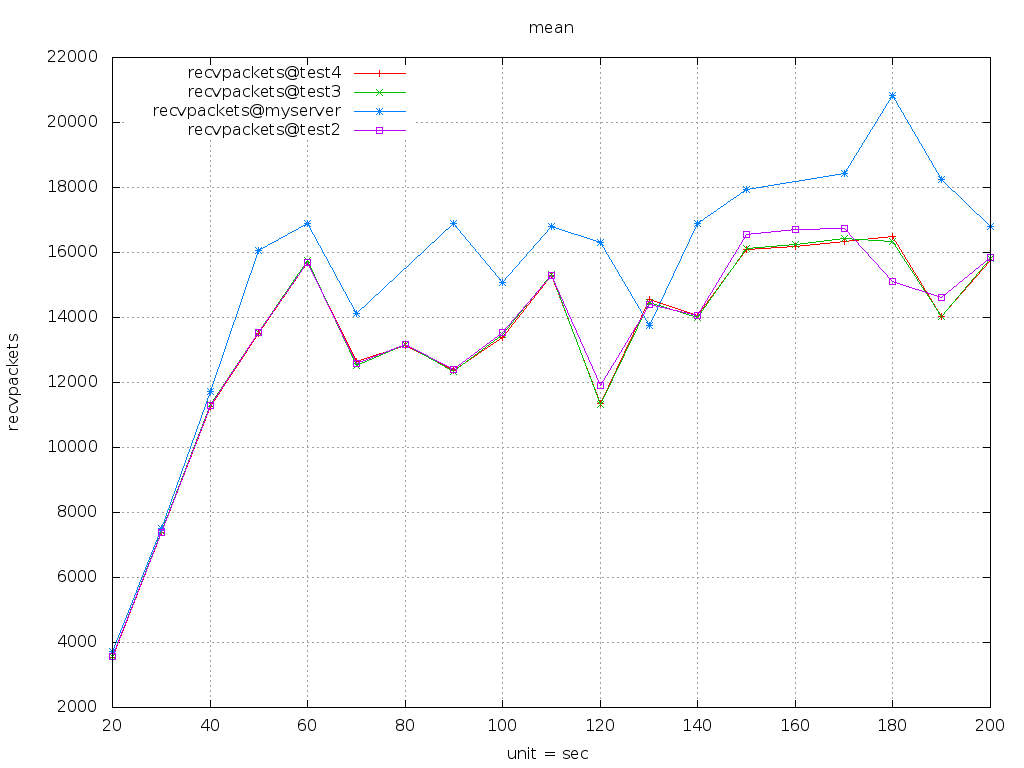 mean
22000
20000
18000
16000
14000
12000
10000
8000
6000
4000
2000
recvpackets@test4
recvpackets@test3
recvpackets@myserver
recvpackets@test2
recvpackets
20 40 60 80 100 120 140 160 180 200
unit = sec